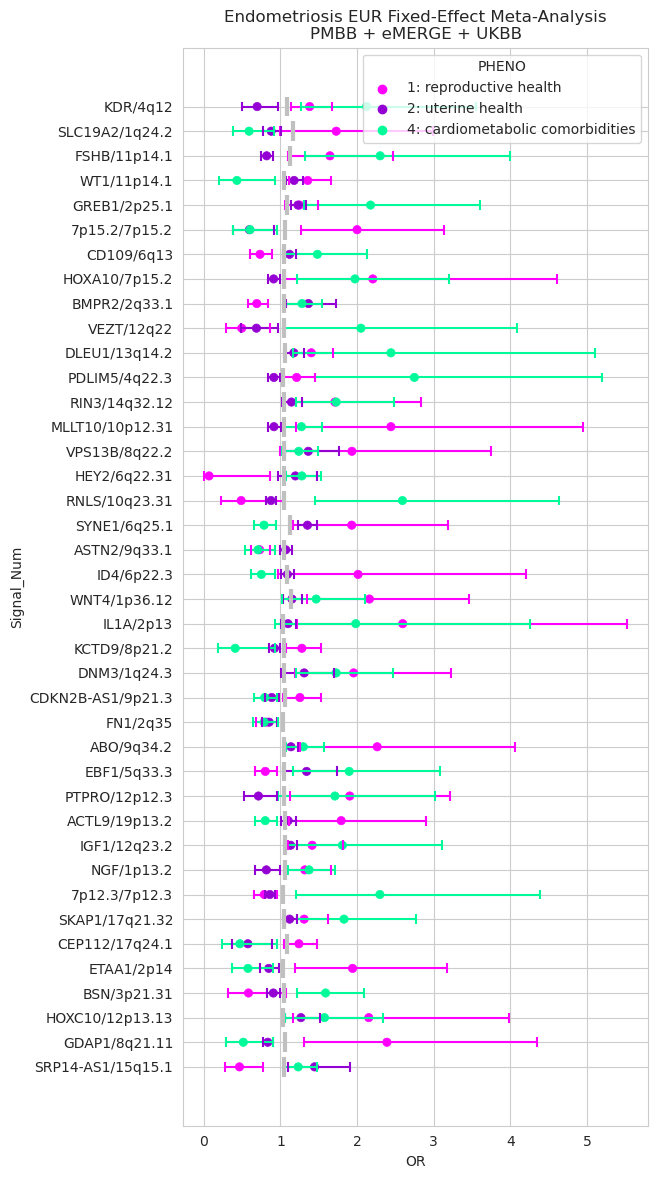 Endometriosis EUR Fixed-Effect Meta-Analysis
PMBB + eMERGE + UKBB
PHENO
1: reproductive health
2: uterine health
4: cardiometabolic comorbidities
Signal_Num
KDR/4q12
SLC19A2/1q24.2
FSHB/11p14.1
WT1/11p14.1
GREB1/2p25.1
7p15.2/7p15.2
CD109/6q13
HOXA10/7p15.2
BMPR2/2q33.1
VEZT/12q22
DLEU1/13q14.2
PDLIM5/4q22.3
RIN3/14q32.12
MLLT10/10p12.31
VPS13B/8q22.2
HEY2/6q22.31
RNLS/10q23.31
SYNE1/6q25.1
ASTN2/9q33.1
ID4/6p22.3
WNT4/1p36.12
IL1A/2p13
KCTD9/8p21.2
DNM3/1q24.3
CDKN2B-AS1/9p21.3
FN1/2q35
ABO/9q34.2
EBF1/5q33.3
PTPRO/12p12.3
ACTL9/19p13.2
IGF1/12q23.2
NGF/1p13.2
7p12.3/7p12.3
SKAP1/17q21.32
CEP112/17q24.1
ETAA1/2p14
BSN/3p21.31
HOXC10/12p13.13
GDAP1/8q21.11
SRP14-AS1/15q15.1
0 1 2 3 4 5
OR